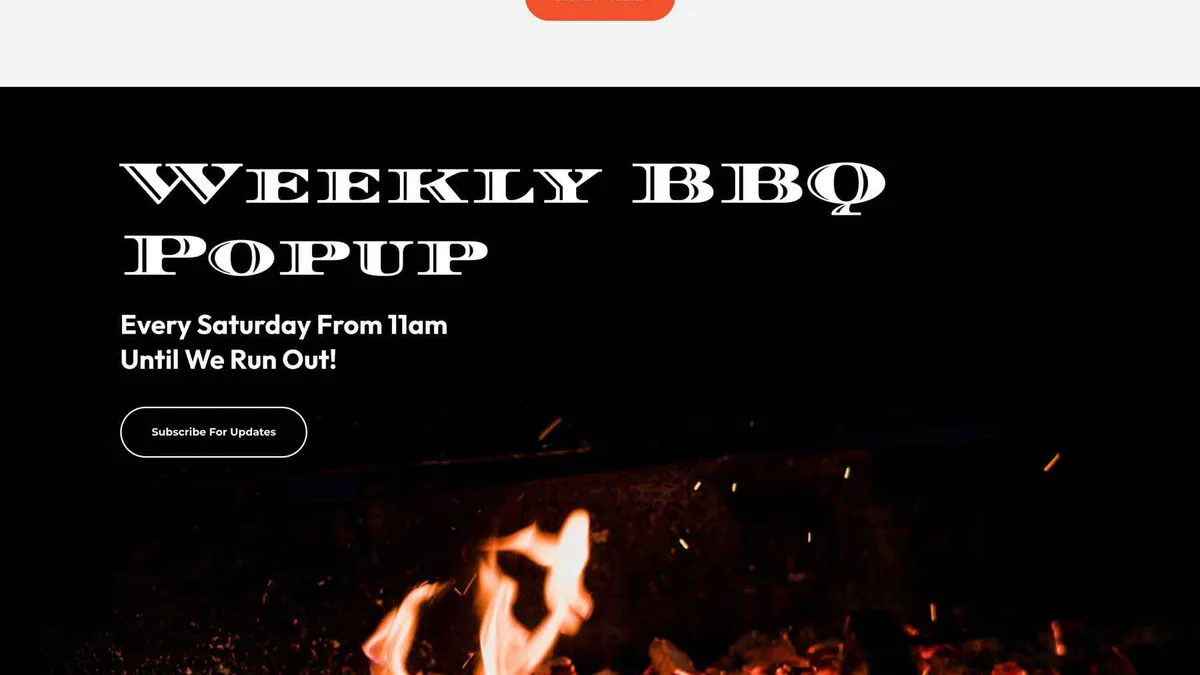 Weekly BBQ
Popup
Every Saturday From 11am
Until We Run Out!
Subscribe For Updates